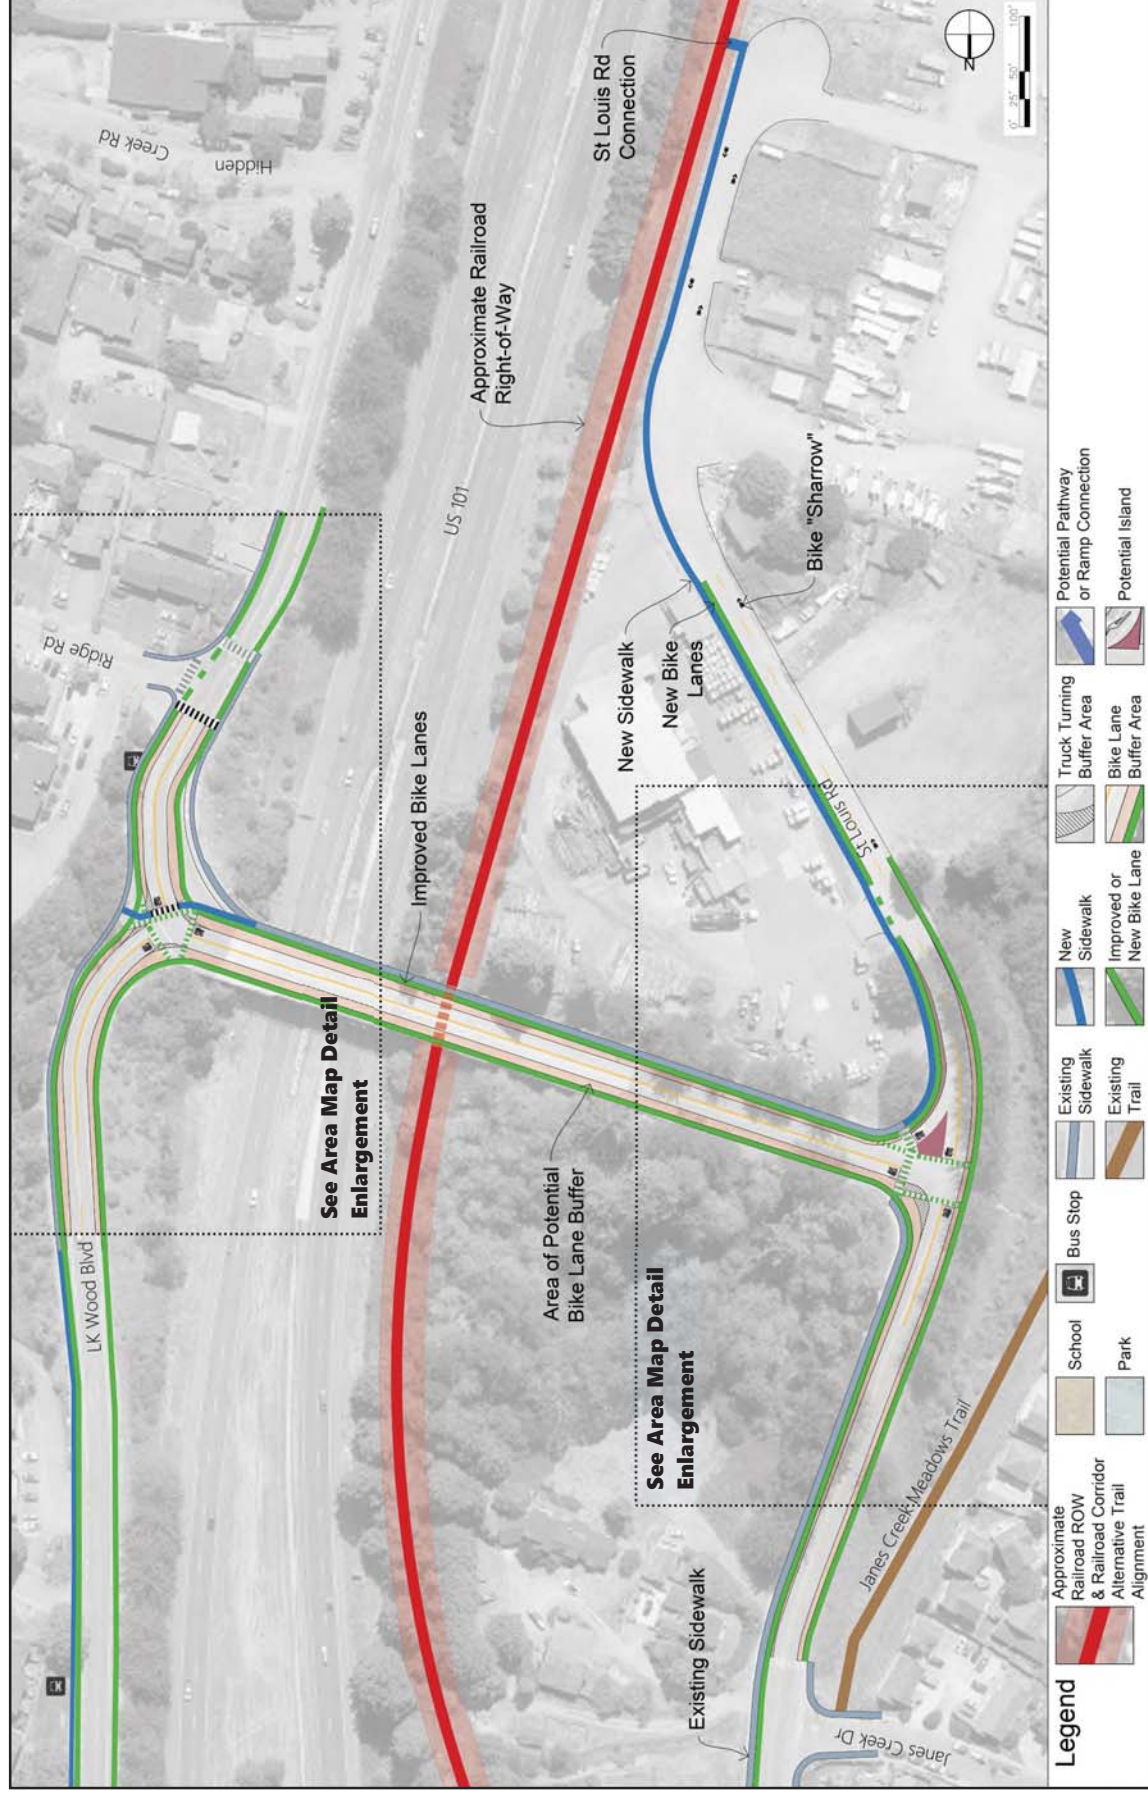 Hidden
Creek Rd
Ridge Rd
US 101
LK Wood Blvd
St Louis Rd
Janes Creek Meadows Trail
Janes Creek Dr
St Louis Rd
Connection
Approximate Railroad
Right-of-Way
Bike "Sharrow"
New Sidewalk
New Bike
Lanes
Improved Bike Lanes
See Area Map Detail
Enlargement
Area of Potential
Bike Lane Buffer
See Area Map Detail
Enlargement
Existing Sidewalk
N
0' 25' 50' 100'
Legend
Approximate
Railroad ROW
& Railroad Corridor
Alternative Trail
Alignment
School
Park
Bus Stop
Existing
Sidewalk
Existing
Trail
New
Sidewalk
Improved or
New Bike Lane
Truck Turning
Buffer Area
Bike Lane
Buffer Area
Potential Pathway
or Ramp Connection
Potential Island